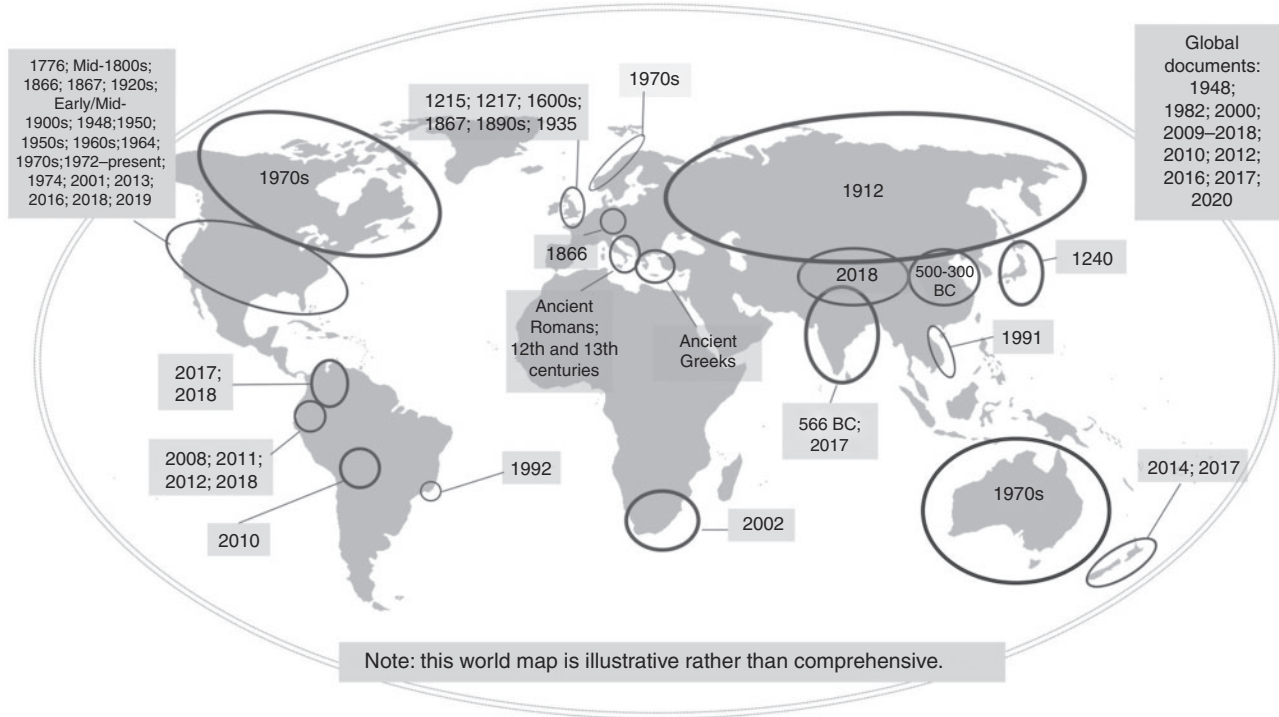 1776; Mid-1800s;
1866; 1867; 1920s;
Early/Mid-
1900s; 1948;1950;
1950s; 1960s;1964;
1970s;1972–present;
1974; 2001; 2013;
2016; 2018; 2019
1970s
1215; 1217; 1600s;
1867; 1890s; 1935
1970s
Global
documents:
1948;
1982; 2000;
2009–2018;
2010; 2012;
2016; 2017;
2020
1912
1866
2018
500-300
BC
1240
Ancient
Romans;
12th and 13th
centuries
Ancient
Greeks
1991
2017;
2018
566 BC;
2017
2008; 2011;
2012; 2018
1992
2014; 2017
1970s
2010
2002
Note: this world map is illustrative rather than comprehensive.